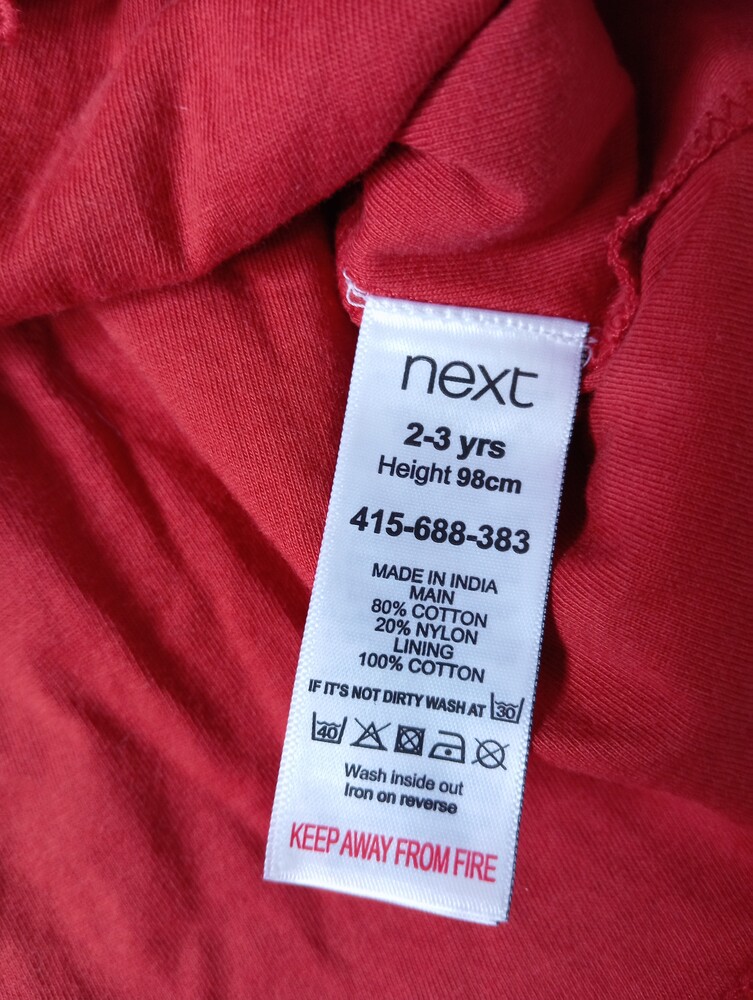 next
2-3 yrs
Height 98cm
415-688-383
MADE IN INDIA
MAIN
80% COTTON
20% NYLON
LINING
100% COTTON
IF IT'S NOT DIRTY WASH AT 30
40
Wash inside out
Iron on reverse
KEEP AWAY FROM FIRE